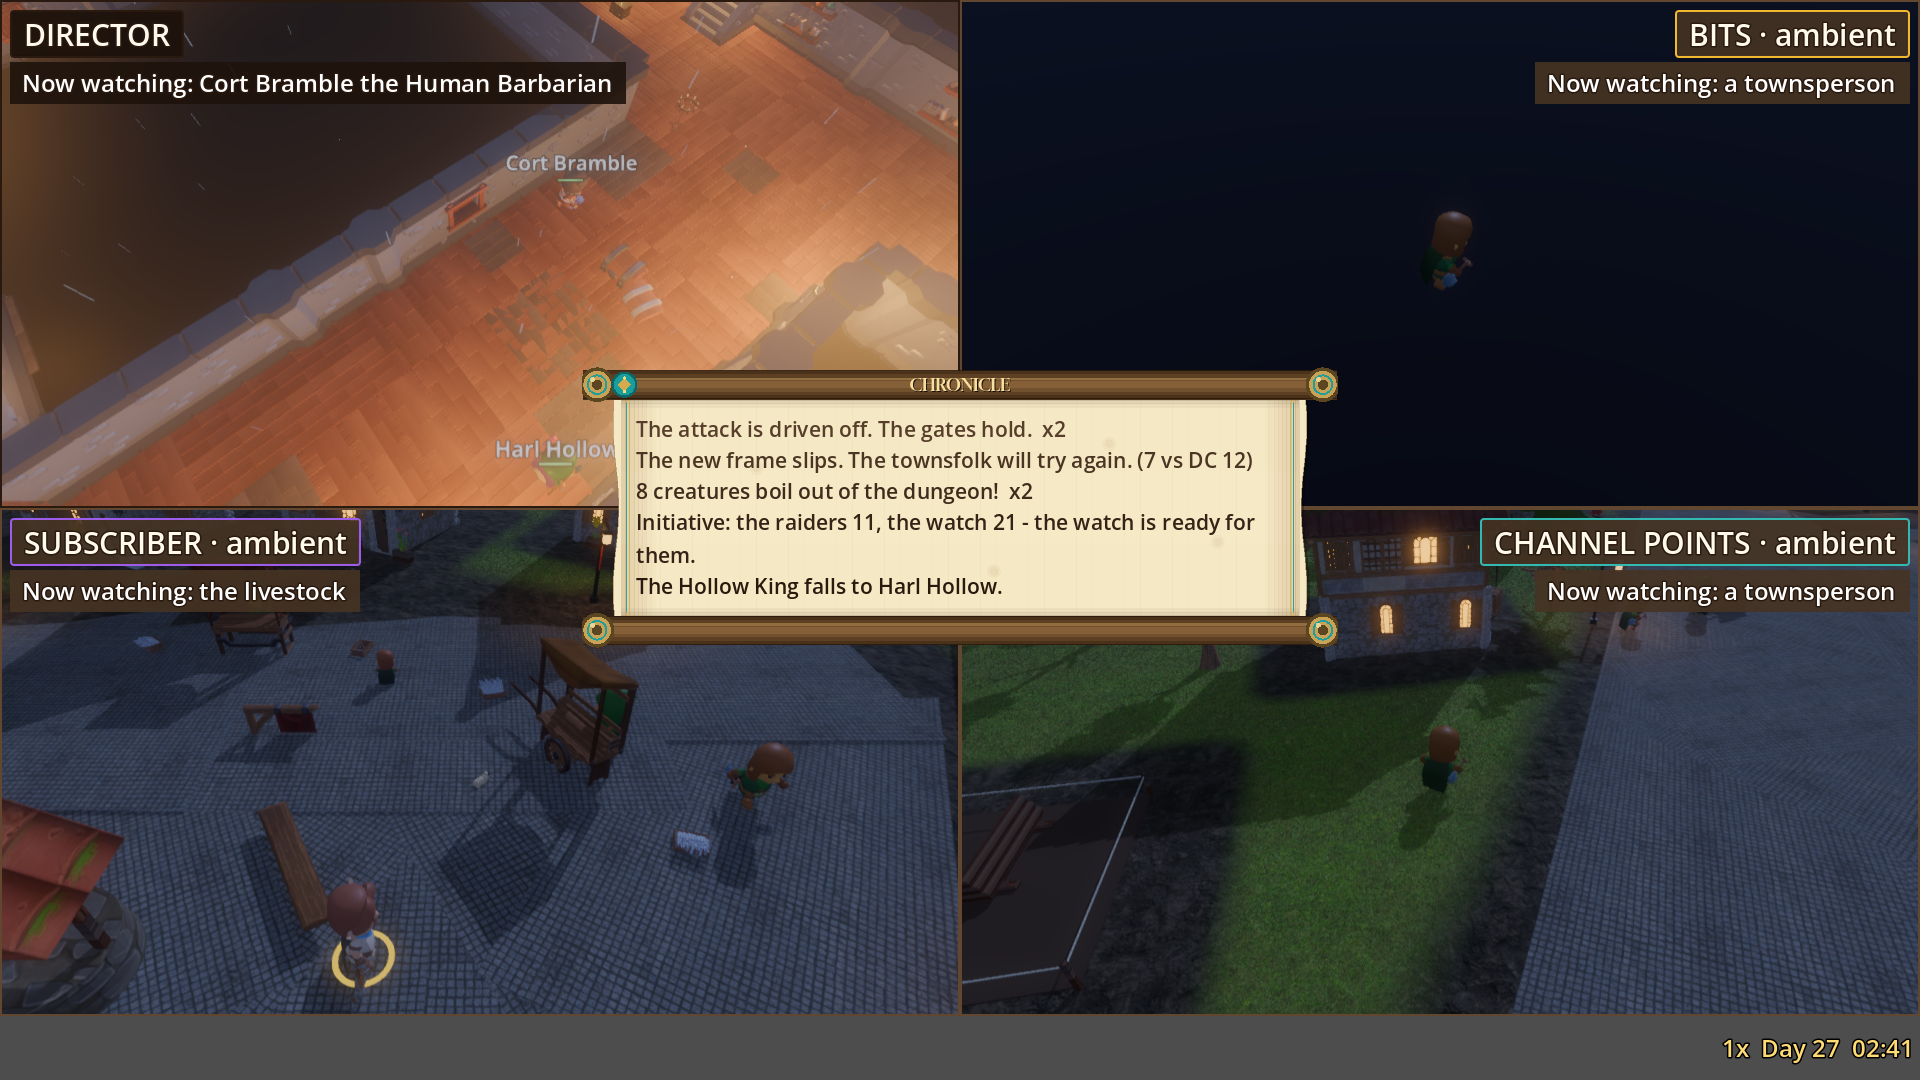 DIRECTOR
Now watching: Cort Bramble the Human Barbarian
BITS · ambient
Now watching: a townsperson
Cort Bramble
Harl Hollow
CHRONICLE
The attack is driven off. The gates hold. x2
The new frame slips. The townsfolk will try again. (7 vs DC 12)
8 creatures boil out of the dungeon! x2
Initiative: the raiders 11, the watch 21 - the watch is ready for
them.
The Hollow King falls to Harl Hollow.
SUBSCRIBER · ambient
Now watching: the livestock
CHANNEL POINTS · ambient
Now watching: a townsperson
1x Day 27 02:41